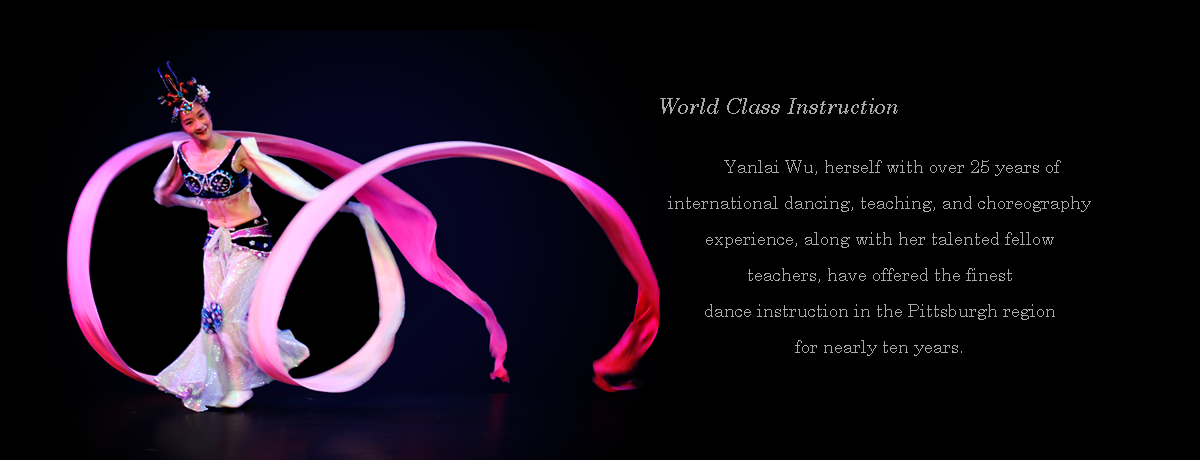 World Class Instruction
Yanlai Wu, herself with over 25 years of
international dancing, teaching, and choreography
experience, along with her talented fellow
teachers, have offered the finest
dance instruction in the Pittsburgh region
for nearly ten years.